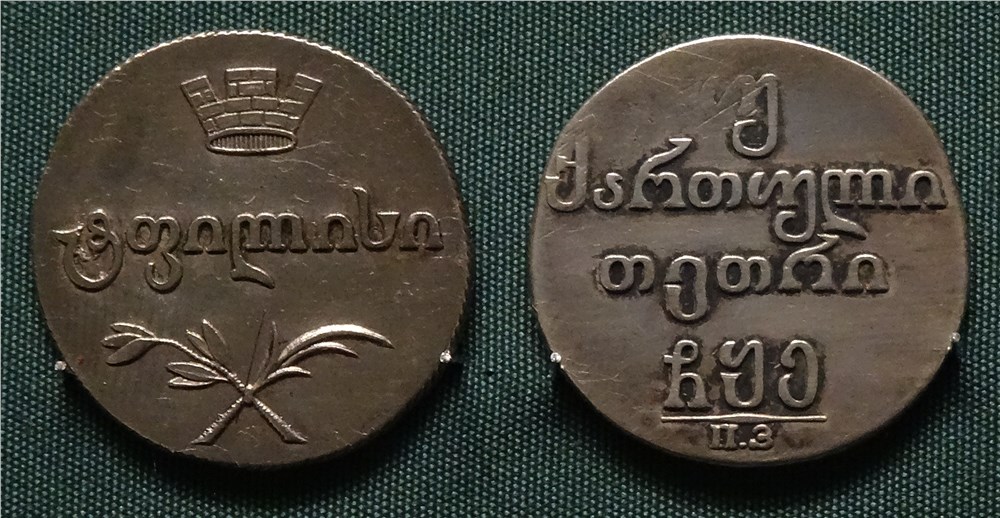 ტფილისი
უ
ქართული
თეთრი
ჩყე
П.З